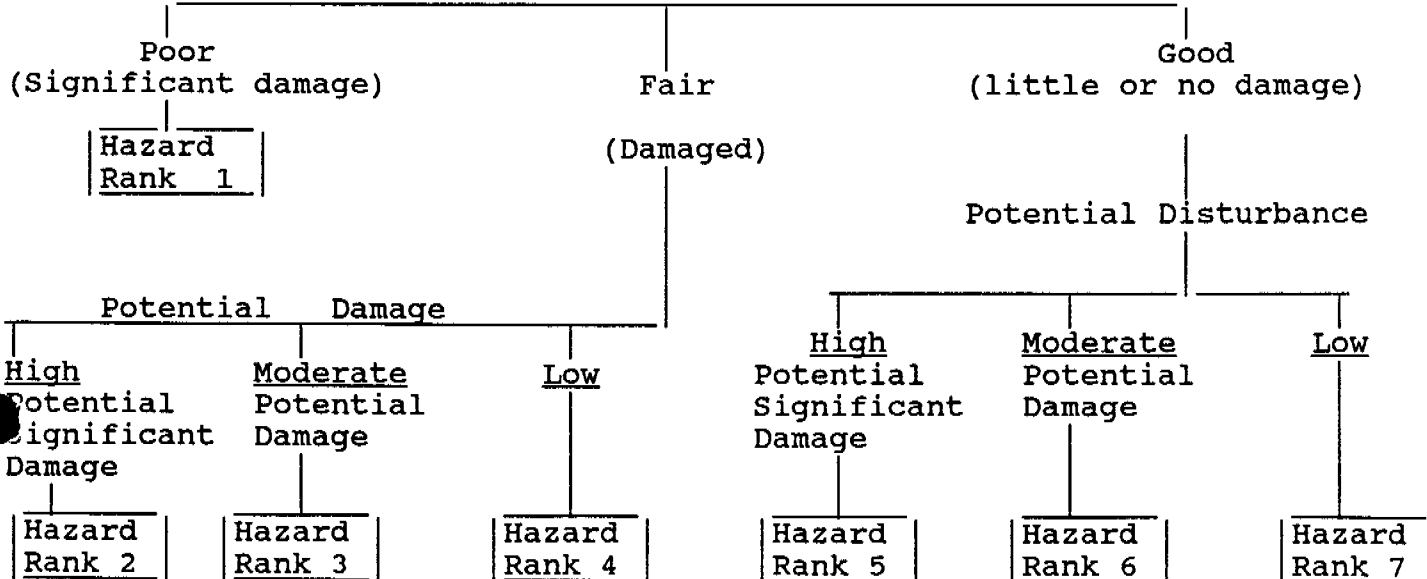 Poor
(Significant damage)
Hazard
Rank 1
Fair
(Damaged)
Good
(little or no damage)
Potential Disturbance
Potential Damage
High
Potential
Significant
Damage
Hazard
Rank 2
Moderate
Potential
Damage
Hazard
Rank 3
Low
Hazard
Rank 4
High
Potential
Significant
Damage
Hazard
Rank 5
Moderate
Potential
Damage
Hazard
Rank 6
Low
Hazard
Rank 7